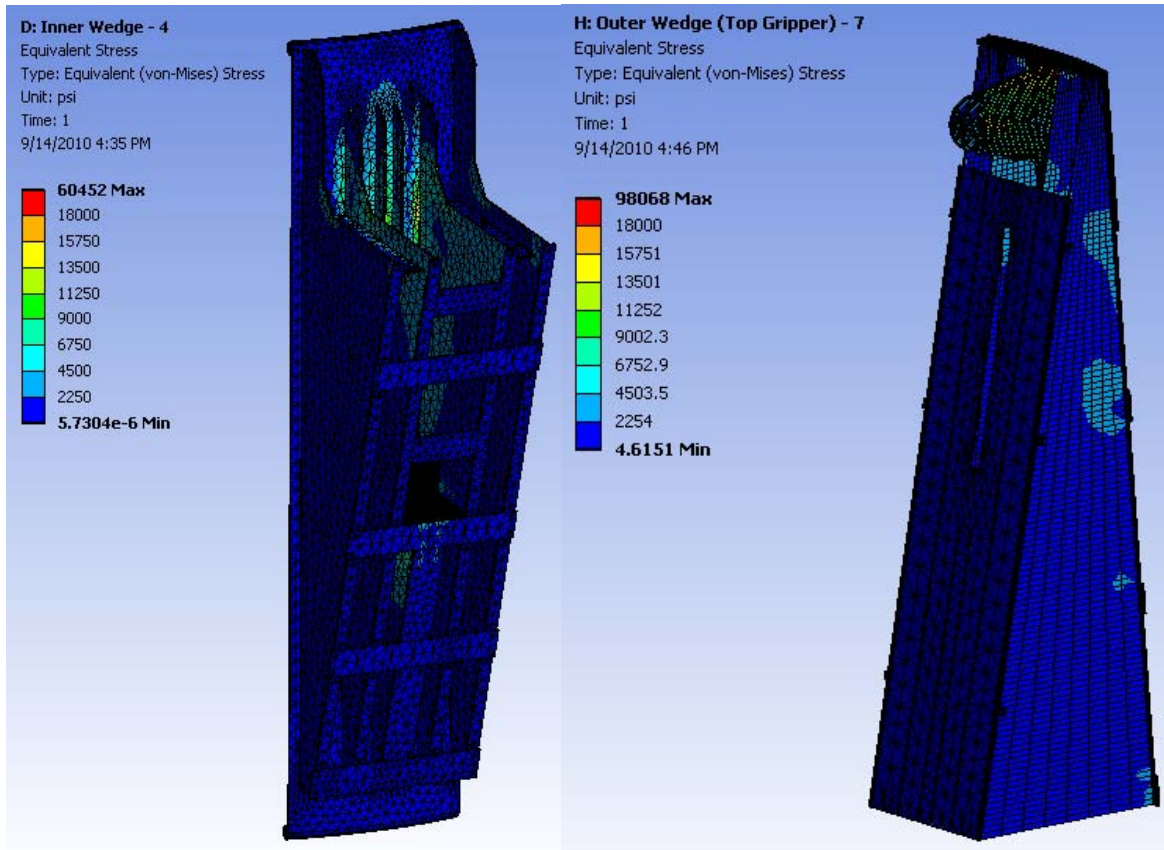 D: Inner Wedge - 4
Equivalent Stress
Type: Equivalent (von-Mises) Stress
Unit: psi
Time: 1
9/14/2010 4:35 PM
60452 Max
18000
15750
13500
11250
9000
6750
4500
2250
5.7304e-6 Min
H: Outer Wedge (Top Gripper) - 7
Equivalent Stress
Type: Equivalent (von-Mises) Stress
Unit: psi
Time: 1
9/14/2010 4:46 PM
98068 Max
18000
15751
13501
11252
9002.3
6752.9
4503.5
2254
4.6151 Min